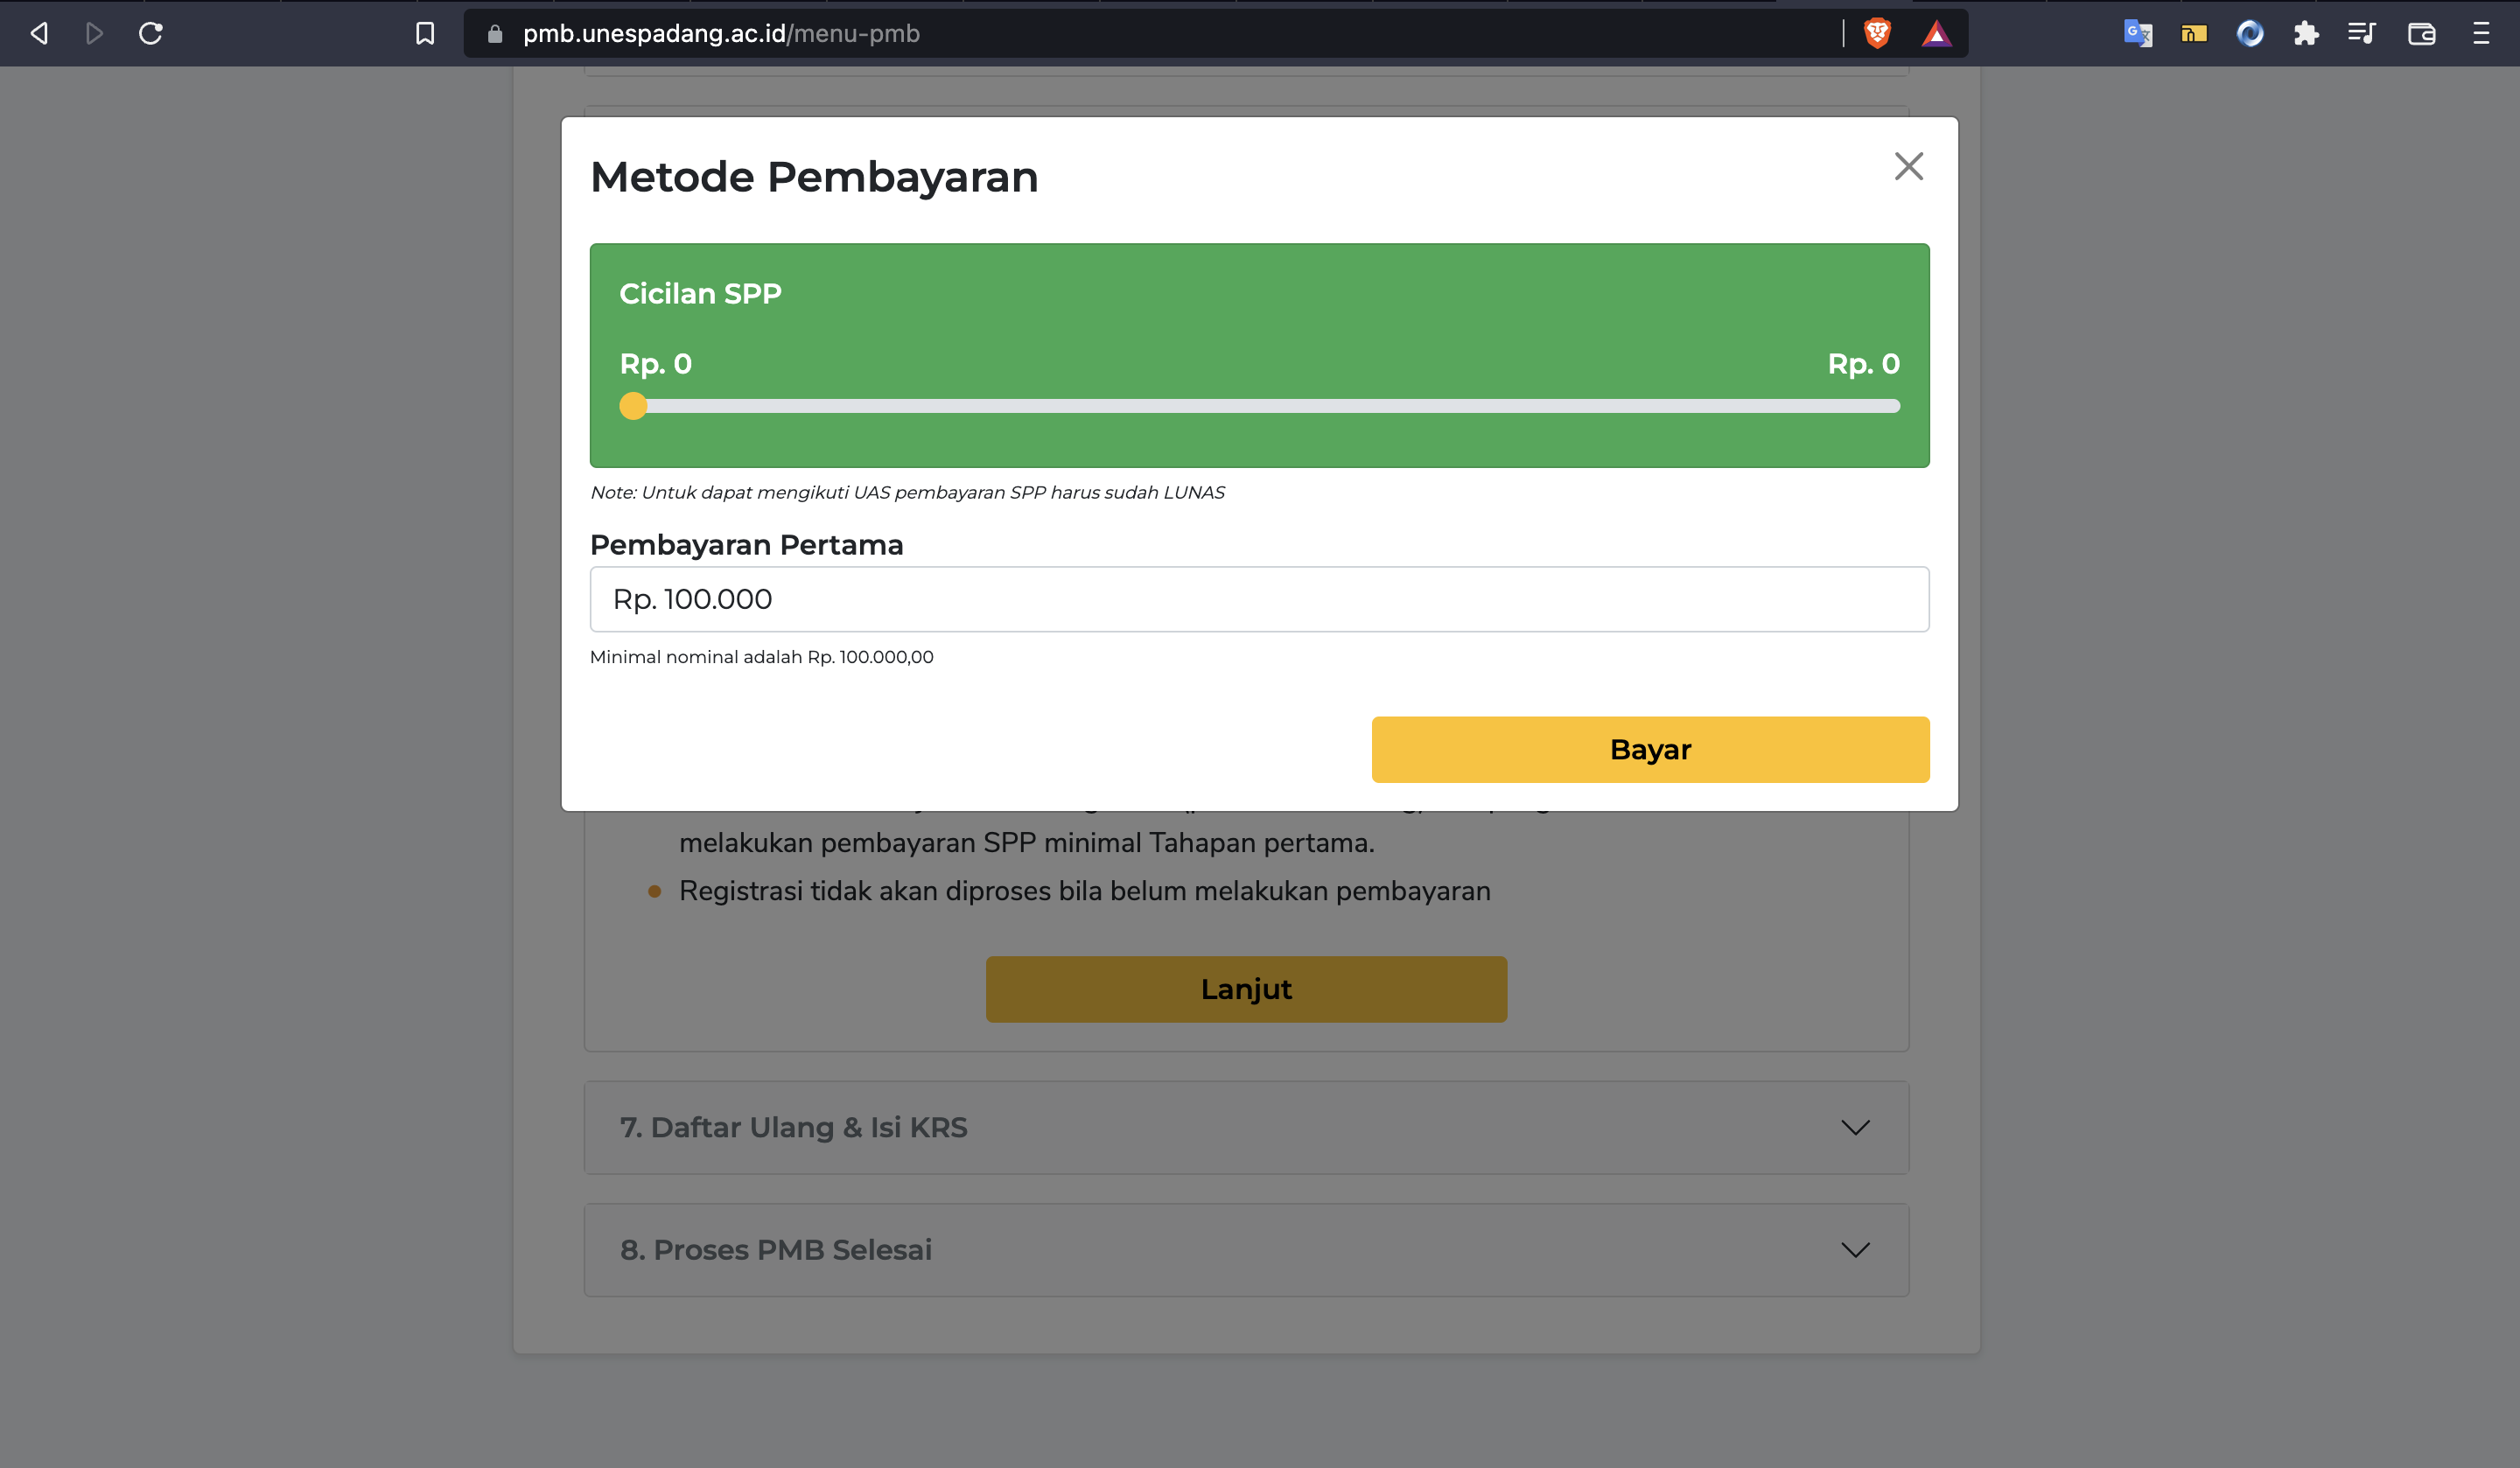 pmb.unespadang.ac.id/menu-pmb
Metode Pembayaran
Cicilan SPP
Rp. 0
Rp. 0
Note: Untuk dapat mengikuti UAS pembayaran SPP harus sudah LUNAS
Pembayaran Pertama
Rp. 100.000
Minimal nominal adalah Rp. 100.000,00
Bayar
melakukan pembayaran SPP minimal Tahapan pertama.
Registrasi tidak akan diproses bila belum melakukan pembayaran
Lanjut
7. Daftar Ulang & Isi KRS
8. Proses PMB Selesai